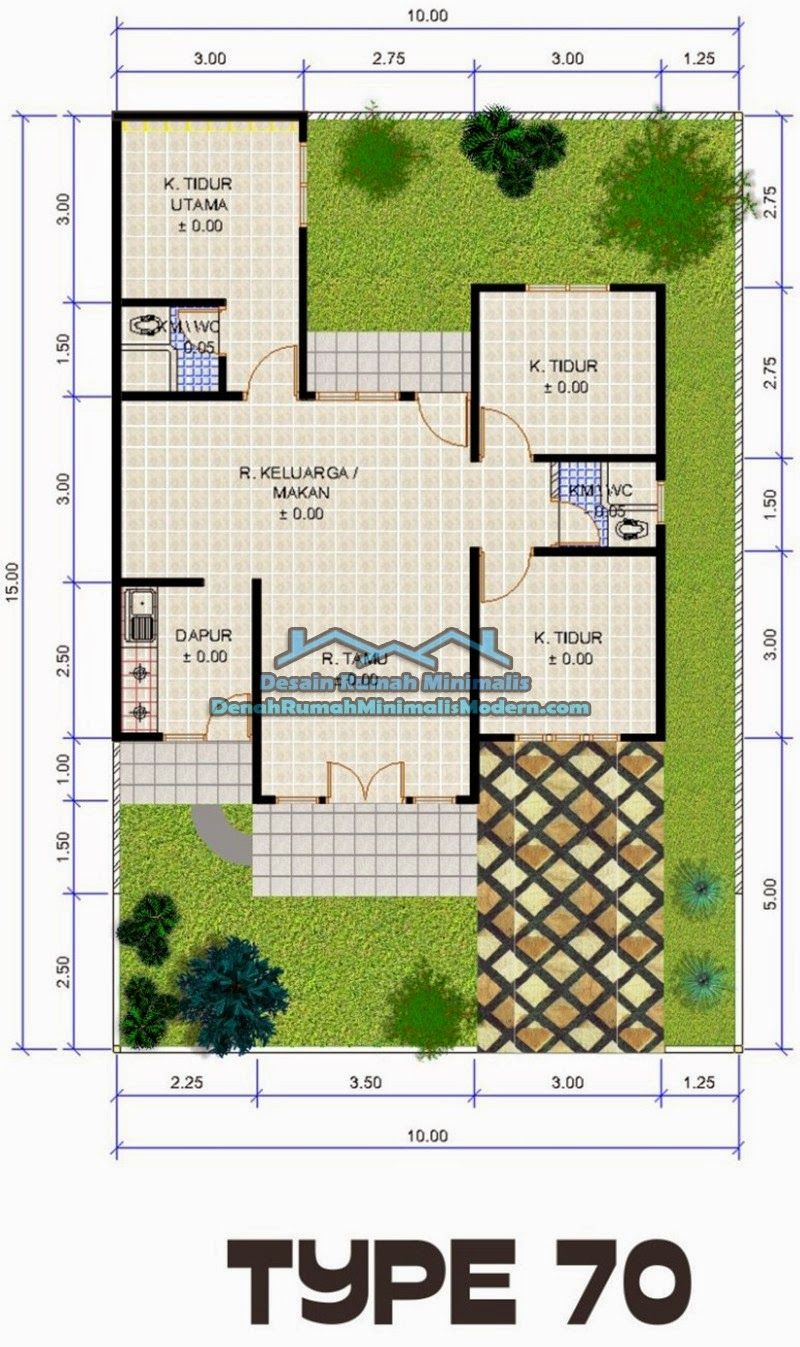 10.00
3.00 2.75 3.00 1.25
3.00
1.50
3.00
2.50
1.00
1.50
2.50
15.00
2.75
2.75
1.50
3.00
5.00
K. TIDUR
UTAMA
± 0.00
KM\WC
- 0.05
K. TIDUR
± 0.00
R. KELUARGA /
MAKAN
± 0.00
KM\WC
- 0.05
DAPUR
± 0.00
R. TAMU
± 0.00
K. TIDUR
± 0.00
Desain Rumah Minimalis
DenahRumahMinimalisModern.com
2.25 3.50 3.00 1.25
10.00
TYPE 70